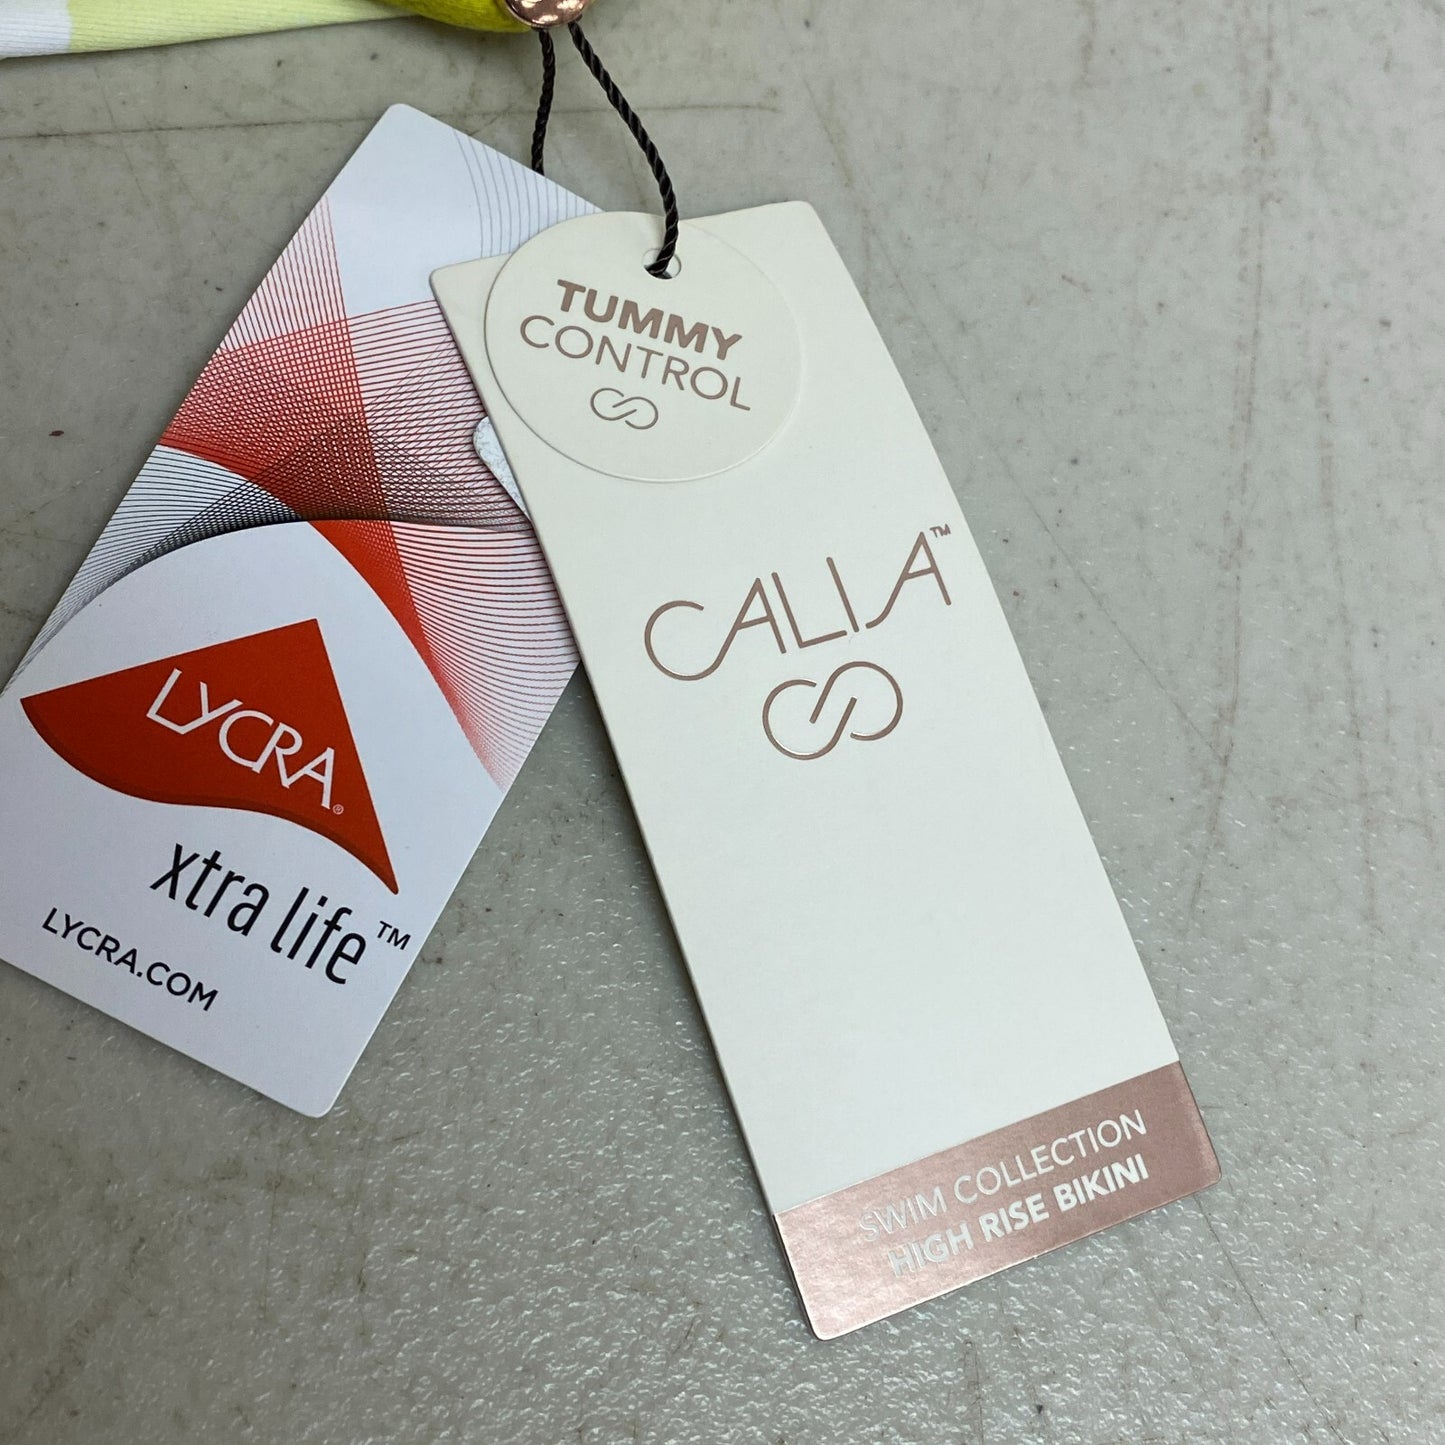 TUMMY
CONTROL
CALIA™
LYCRA®
xtra life™
LYCRA.COM
SWIM COLLECTION
HIGH RISE BIKINI